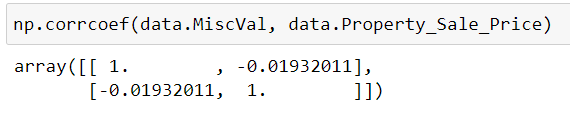 np.corrcoef(data.MiscVal, data.Property_Sale_Price)
array([[ 1.        , -0.01932011],
       [-0.01932011,  1.        ]])